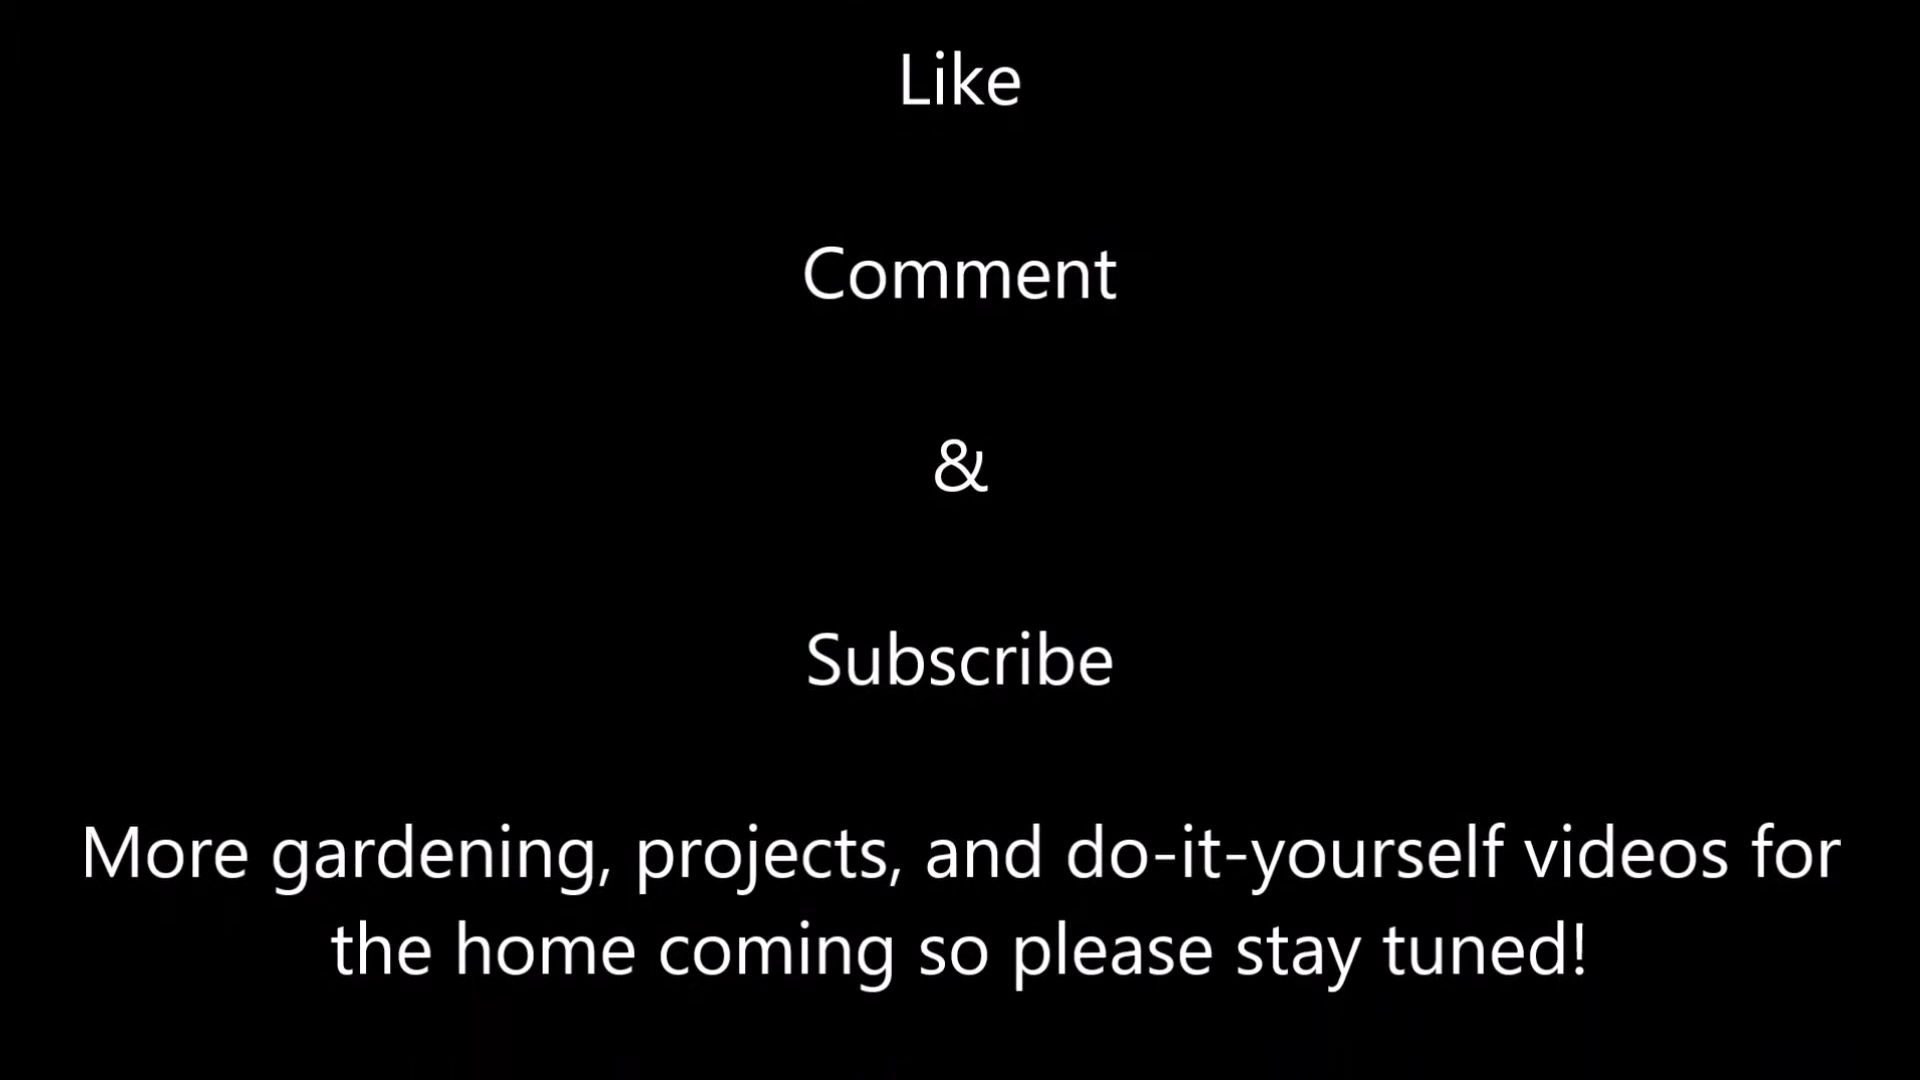 Like
Comment
&
Subscribe
More gardening, projects, and do-it-yourself videos for
the home coming so please stay tuned!